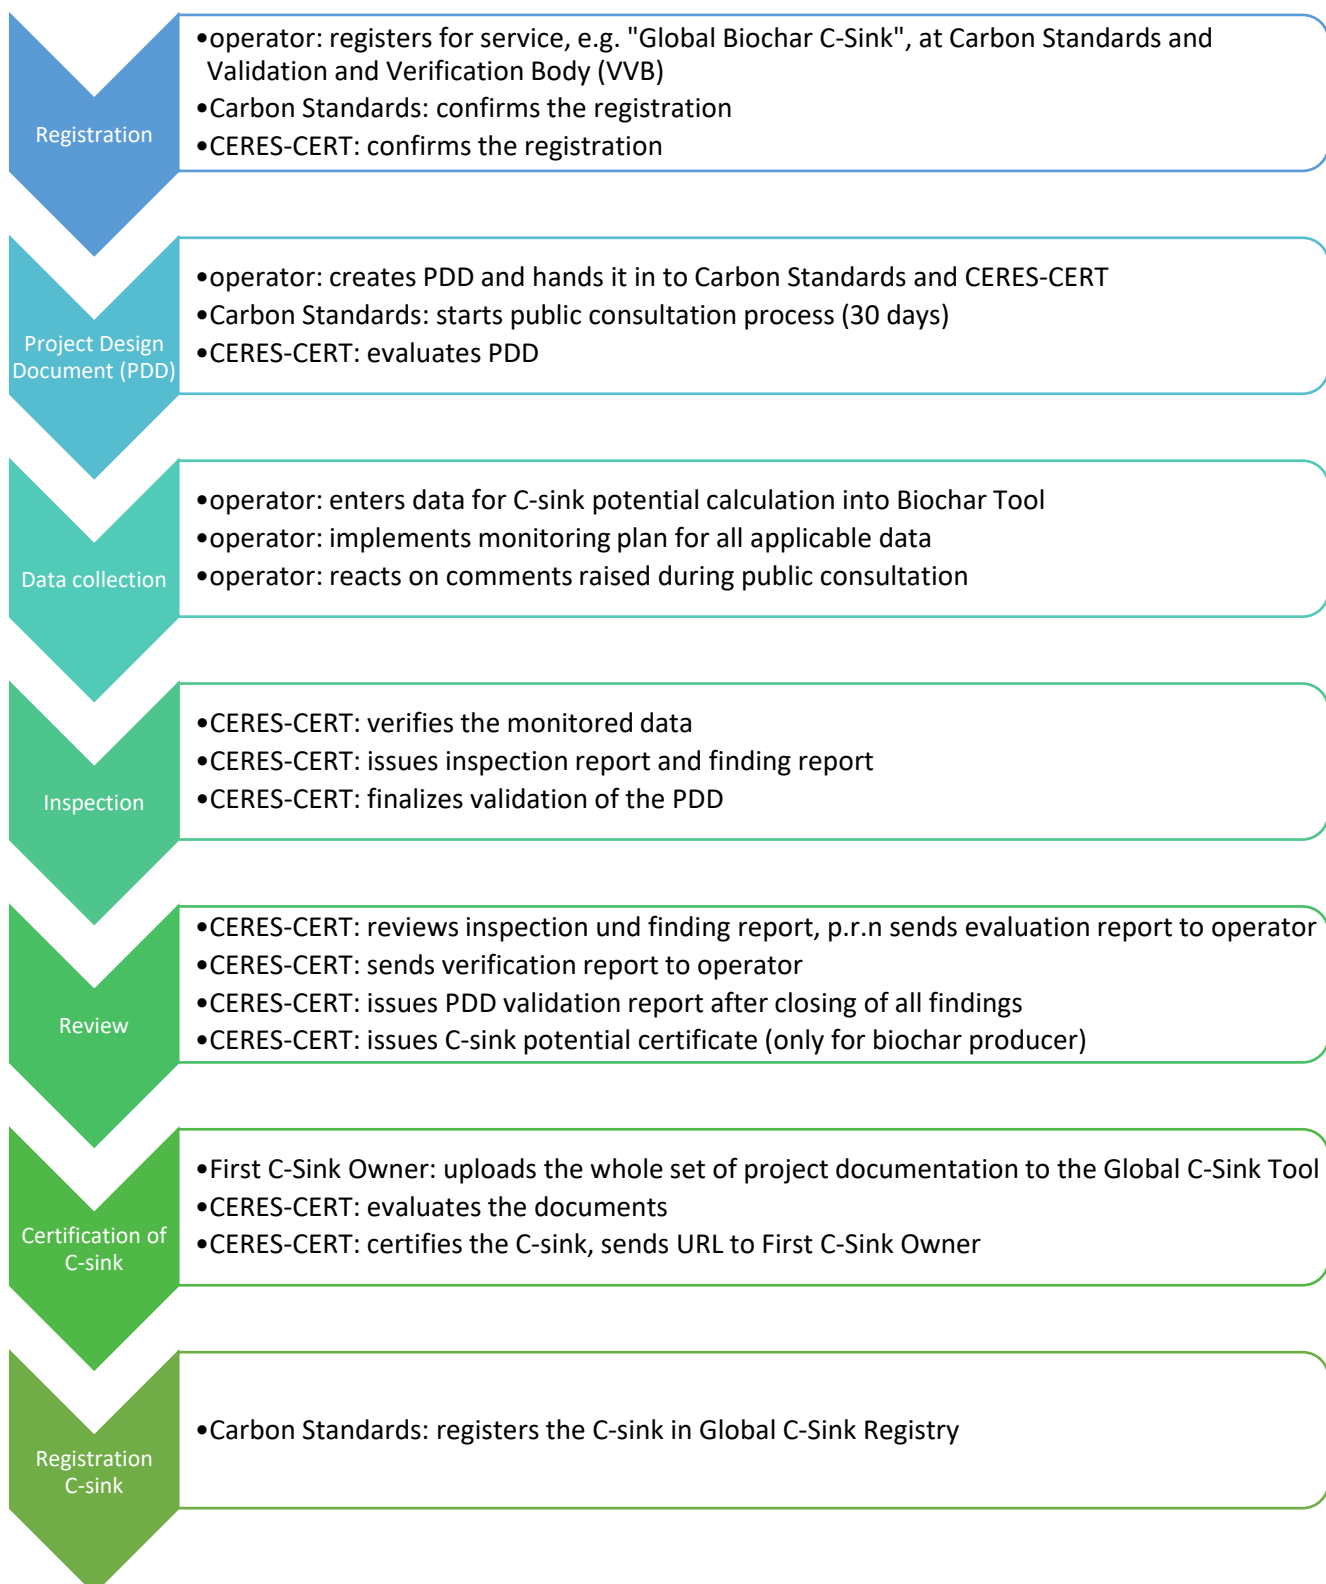 Registration
•operator: registers for service, e.g. "Global Biochar C-Sink", at Carbon Standards and
Validation and Verification Body (VVB)
•Carbon Standards: confirms the registration
•CERES-CERT: confirms the registration
Project Design
Document (PDD)
•operator: creates PDD and hands it in to Carbon Standards and CERES-CERT
•Carbon Standards: starts public consultation process (30 days)
•CERES-CERT: evaluates PDD
Data collection
•operator: enters data for C-sink potential calculation into Biochar Tool
•operator: implements monitoring plan for all applicable data
•operator: reacts on comments raised during public consultation
Inspection
•CERES-CERT: verifies the monitored data
•CERES-CERT: issues inspection report and finding report
•CERES-CERT: finalizes validation of the PDD
Review
•CERES-CERT: reviews inspection und finding report, p.r.n sends evaluation report to operator
•CERES-CERT: sends verification report to operator
•CERES-CERT: issues PDD validation report after closing of all findings
•CERES-CERT: issues C-sink potential certificate (only for biochar producer)
Certification of
C-sink
•First C-Sink Owner: uploads the whole set of project documentation to the Global C-Sink Tool
•CERES-CERT: evaluates the documents
•CERES-CERT: certifies the C-sink, sends URL to First C-Sink Owner
Registration
C-sink
•Carbon Standards: registers the C-sink in Global C-Sink Registry